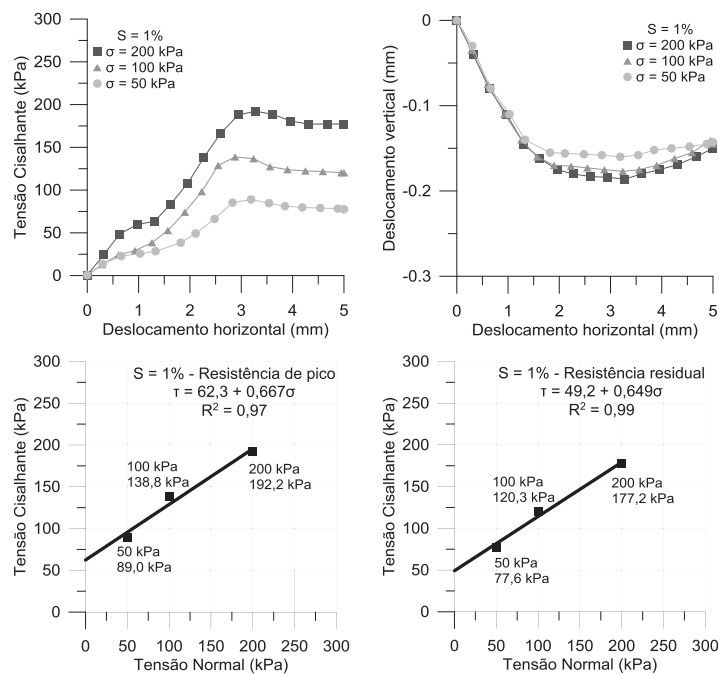 S = 1%
σ = 200 kPa
σ = 100 kPa
σ = 50 kPa
Tensão Cisalhante (kPa)
300
250
200
150
100
50
0
0 1 2 3 4 5
Deslocamento horizontal (mm)
S = 1%
σ = 200 kPa
σ = 100 kPa
σ = 50 kPa
Deslocamento vertical (mm)
0
-0.1
-0.2
-0.3
0 1 2 3 4 5
Deslocamento horizontal (mm)
S = 1% - Resistência de pico
τ = 62,3 + 0,667σ
R² = 0,97
Tensão Cisalhante (kPa)
300
250
200
150
100
50
0
100 kPa
138,8 kPa
200 kPa
192,2 kPa
50 kPa
89,0 kPa
0 50 100 150 200 250 300
Tensão Normal (kPa)
S = 1% - Resistência residual
τ = 49,2 + 0,649σ
R² = 0,99
Tensão Cisalhante (kPa)
300
250
200
150
100
50
0
100 kPa
120,3 kPa
200 kPa
177,2 kPa
50 kPa
77,6 kPa
0 50 100 150 200 250 300
Tensão Normal (kPa)